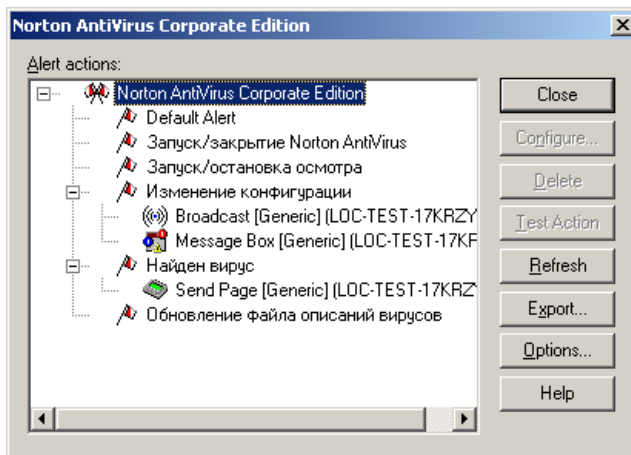 Norton AntiVirus Corporate Edition
Alert actions:
Norton AntiVirus Corporate Edition
Default Alert
Запуск/закрытие Norton AntiVirus
Запуск/остановка осмотра
Изменение конфигурации
Broadcast [Generic] (LOC-TEST-17KRZY
Message Box [Generic] (LOC-TEST-17KF
Найден вирус
Send Page [Generic] (LOC-TEST-17KRZ
Обновление файла описаний вирусов
Close
Configure...
Delete
Test Action
Refresh
Export...
Options...
Help